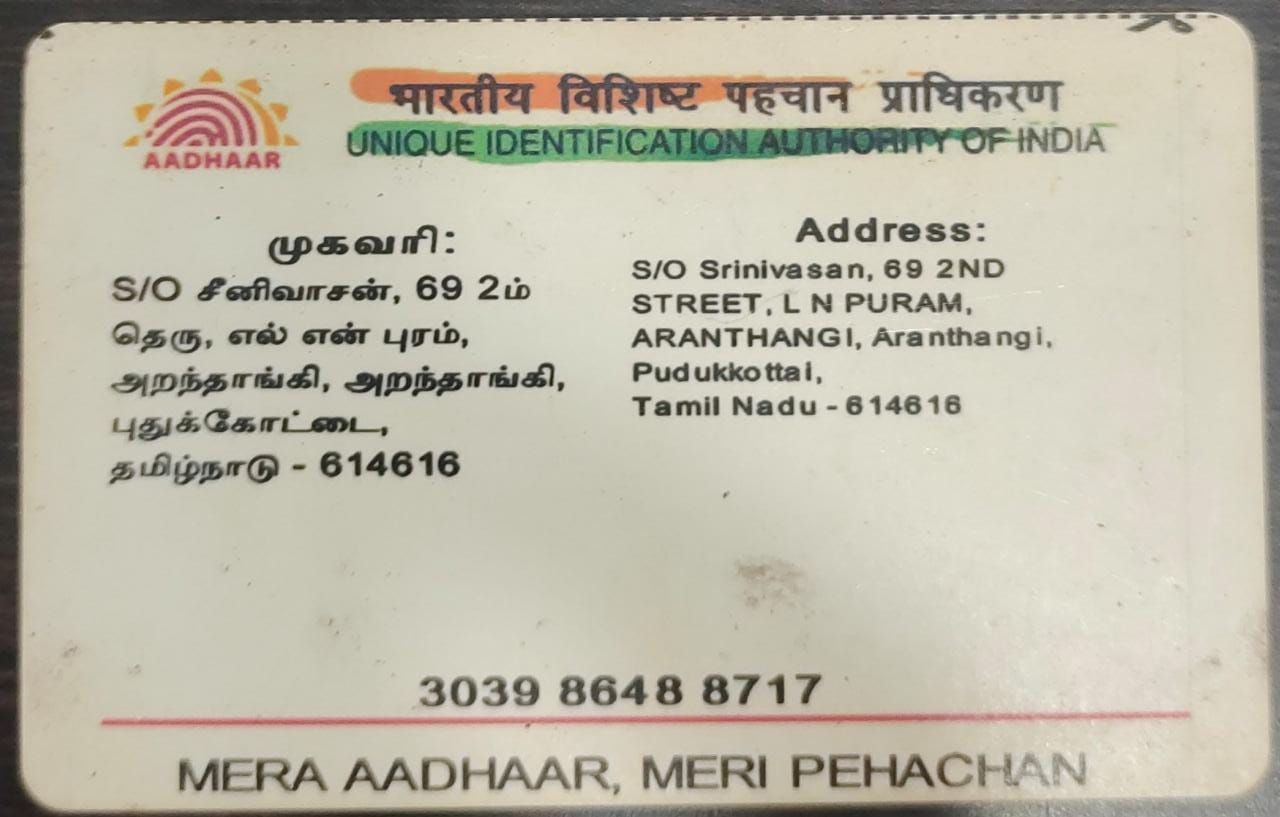 भारतीय विशिष्ट पहचान प्राधिकरण
AADHAAR
UNIQUE IDENTIFICATION AUTHORITY OF INDIA
முகவரி:
S/O சீனிவாசன், 69 2ம்
தெரு, எல் என் புரம்,
அறந்தாங்கி, அறந்தாங்கி,
புதுக்கோட்டை,
தமிழ்நாடு - 614616
Address:
S/O Srinivasan, 69 2ND
STREET, L N PURAM,
ARANTHANGI, Aranthangi,
Pudukkottai,
Tamil Nadu - 614616
3039 8648 8717
MERA AADHAAR, MERI PEHACHAN